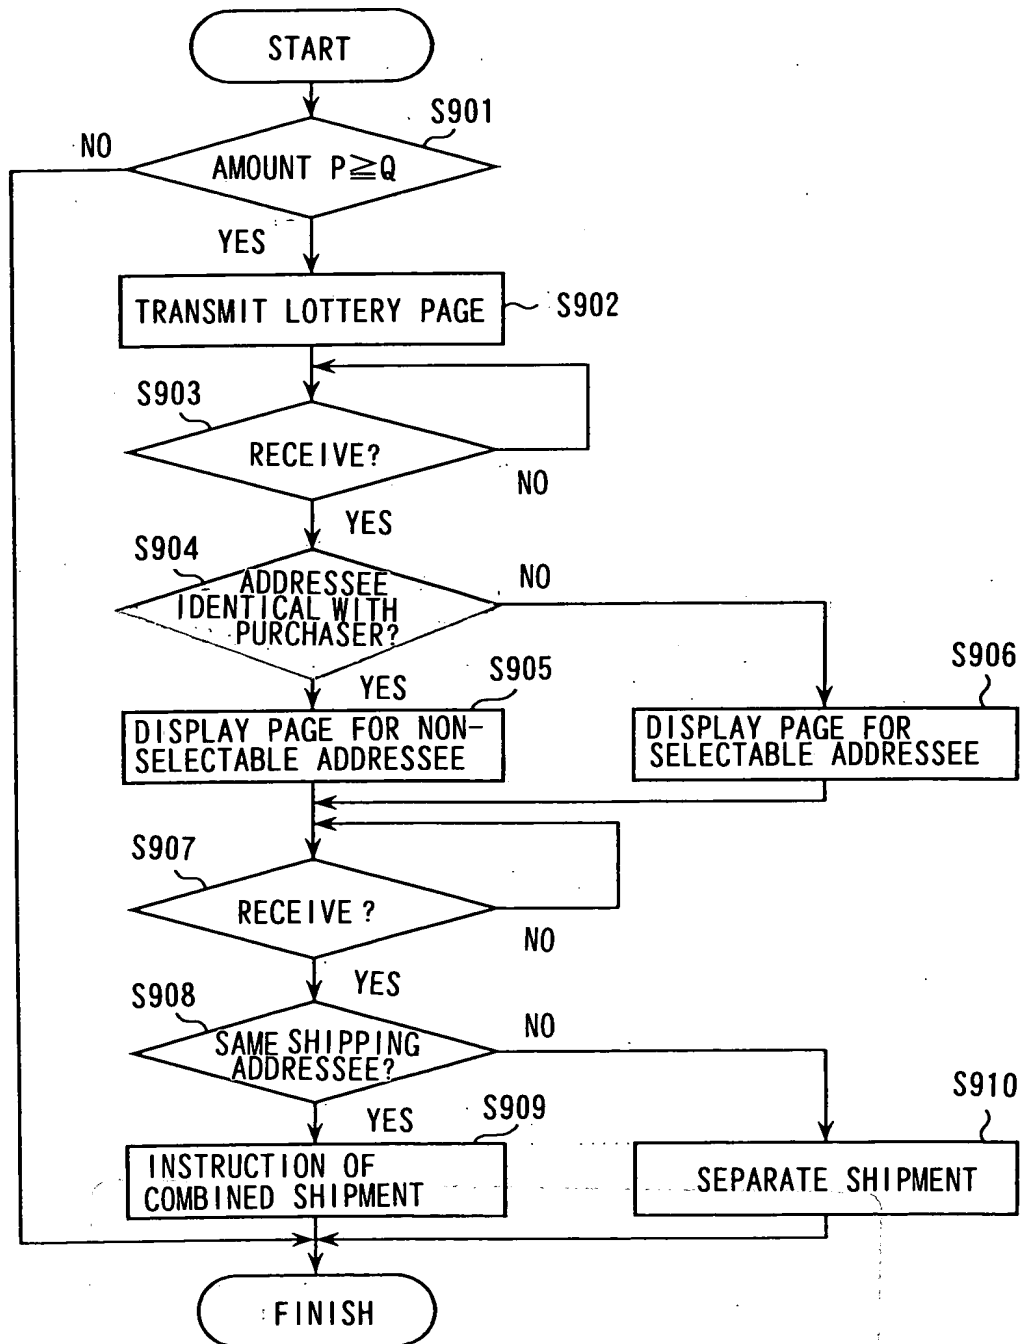 START
S901
NO
AMOUNT P≧Q
YES
TRANSMIT LOTTERY PAGE
S902
S903
RECEIVE?
NO
YES
S904
ADDRESSEE
IDENTICAL WITH
PURCHASER?
NO
YES
S905
S906
DISPLAY PAGE FOR NON-
SELECTABLE ADDRESSEE
DISPLAY PAGE FOR
SELECTABLE ADDRESSEE
S907
RECEIVE?
NO
YES
S908
SAME SHIPPING
ADDRESSEE?
NO
YES
S909
S910
INSTRUCTION OF
COMBINED SHIPMENT
SEPARATE SHIPMENT
FINISH